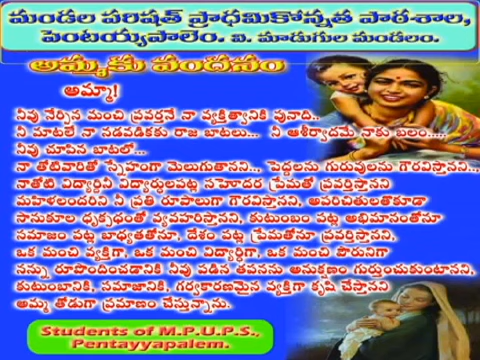 మండల పరిషత్ ప్రాధమికోన్నత పాఠశాల,
పెంటయ్యపాలెం. వి. మాడుగుల మండలం.
అమ్మకు వందనం
అమ్మా!
నీవు నేర్పిన మంచి ప్రవర్తనే నా వ్యక్తిత్వానికి పునాది..
నీ మాటలే నా నడవడికకు రాజ బాటలు... నీ ఆశీర్వాదమే నాకు బలం.....
నీవు చూపిన బాటలో...
నా తోటివారితో స్నేహంగా మెలుగుతానని.., పెద్దలను గురువులను గౌరవిస్తానని..,
నాతోటి విద్యార్ధినీ విద్యార్ధులపట్ల సహోదర ప్రేమతో ప్రవర్తిస్తానని
మహిళలందరినీ నీ ప్రతి రూపాలుగా గౌరవిస్తానని, అపరిచితులతోకూడా
సానుకూల ధృక్పధంతో వ్యవహరిస్తానని, కుటుంబం పట్ల అభిమానంతోనూ
సమాజం పట్ల బాధ్యతతోనూ, దేశం పట్ల ప్రేమతోనూ ప్రవర్తిస్తానని,
ఒక మంచి వ్యక్తిగా, ఒక మంచి విద్యార్ధిగా, ఒక మంచి పౌరునిగా
నన్ను రూపొందించడానికి నీవు పడిన తపనను అనుక్షణం గుర్తుంచుకుంటానని,
కుటుంబానికి, సమాజానికి, గర్వకారణమైన వ్యక్తిగా కృషి చేస్తానని
అమ్మ తోడుగా ప్రమాణం చేస్తున్నాను.
Students of M.P.U.P.S.,
Pentayyapalem.